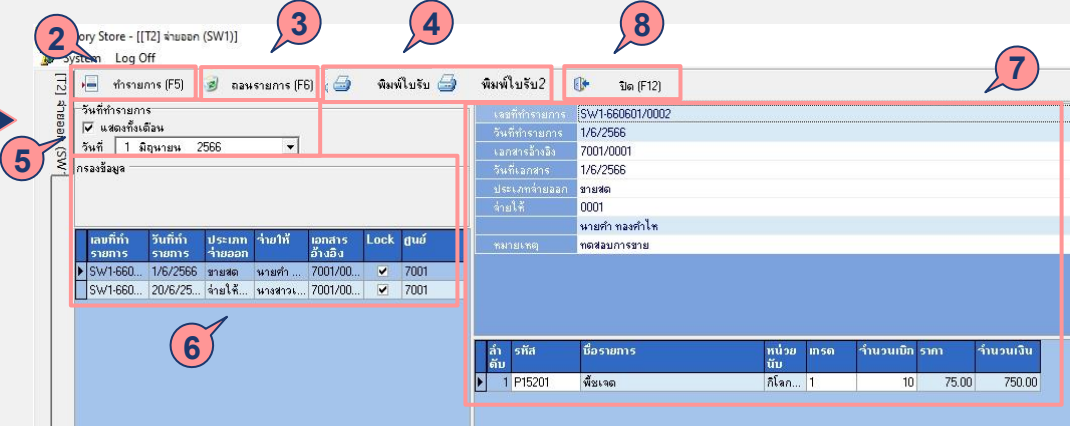 2
3
4
8
7
5
6
ory Store - [[T2] จ่ายออก (SW1)]
System Log Off
[T2] จ่ายออก (SW
ทำรายการ (F5) ถอนรายการ (F6) พิมพ์ใบรับ พิมพ์ใบรับ2 ปิด (F12)
วันที่ทำรายการ
แสดงทั้งเดือน
วันที่ 1 มิถุนายน 2566
กรองข้อมูล
เลขที่ทำรายการ วันที่ทำรายการ ประเภทจ่ายออก จ่ายให้ เอกสารอ้างอิง Lock ศูนย์
SW1-660... 1/6/2566 ขายสด นายคำ ... 7001/00... 7001
SW1-660... 20/6/25... จ่ายให้... นางสาวเ... 7001/00... 7001
เลขที่ทำรายการ SW1-660601/0002
วันที่ทำรายการ 1/6/2566
เอกสารอ้างอิง 7001/0001
วันที่เอกสาร 1/6/2566
ประเภทจ่ายออก ขายสด
จ่ายให้ 0001
นายคำ ทองคำไพ
หมายเหตุ ทดสอบการขาย
ลำดับ รหัส ชื่อรายการ หน่วยนับ เกรด จำนวนเบิก ราคา จำนวนเงิน
1 P15201 พี้ชเจด กิโลก... 1 10 75.00 750.00